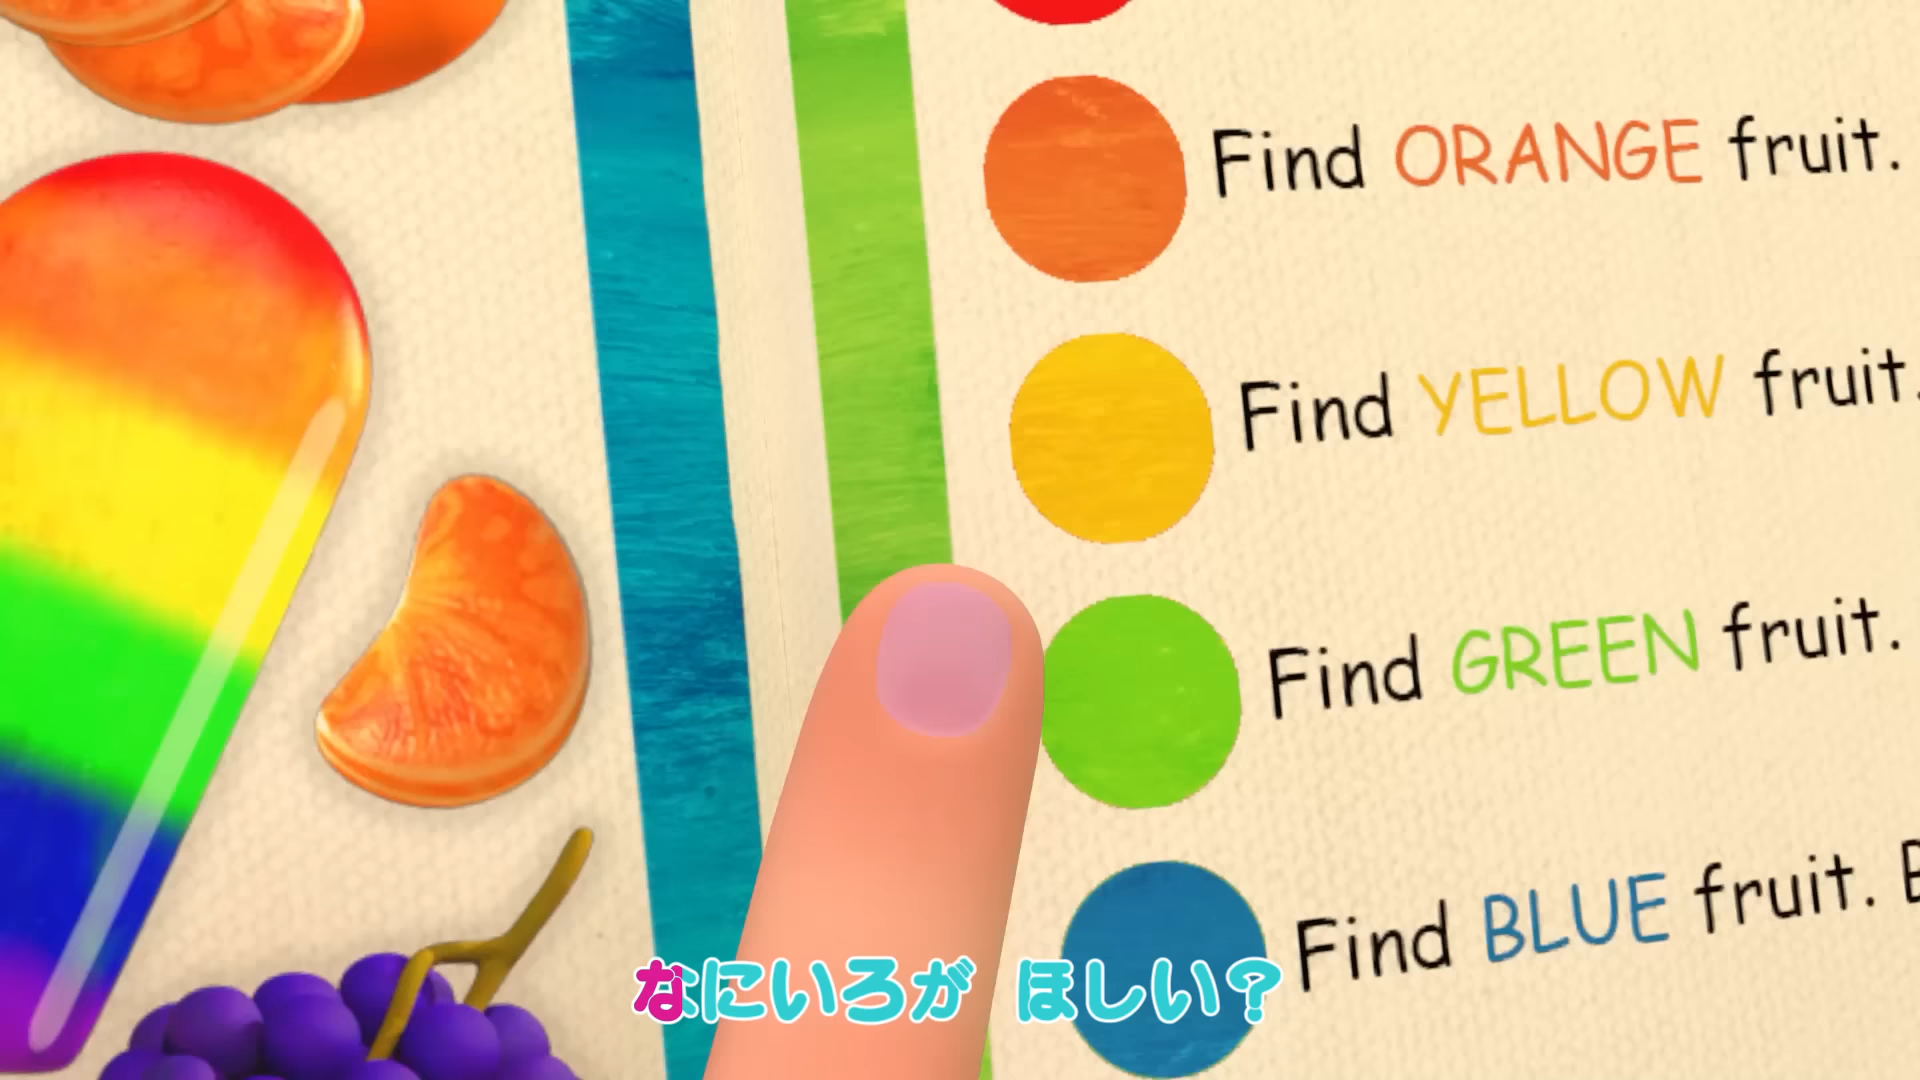 Find ORANGE fruit.
Find YELLOW fruit.
Find GREEN fruit.
Find BLUE fruit.
なにいろが ほしい?